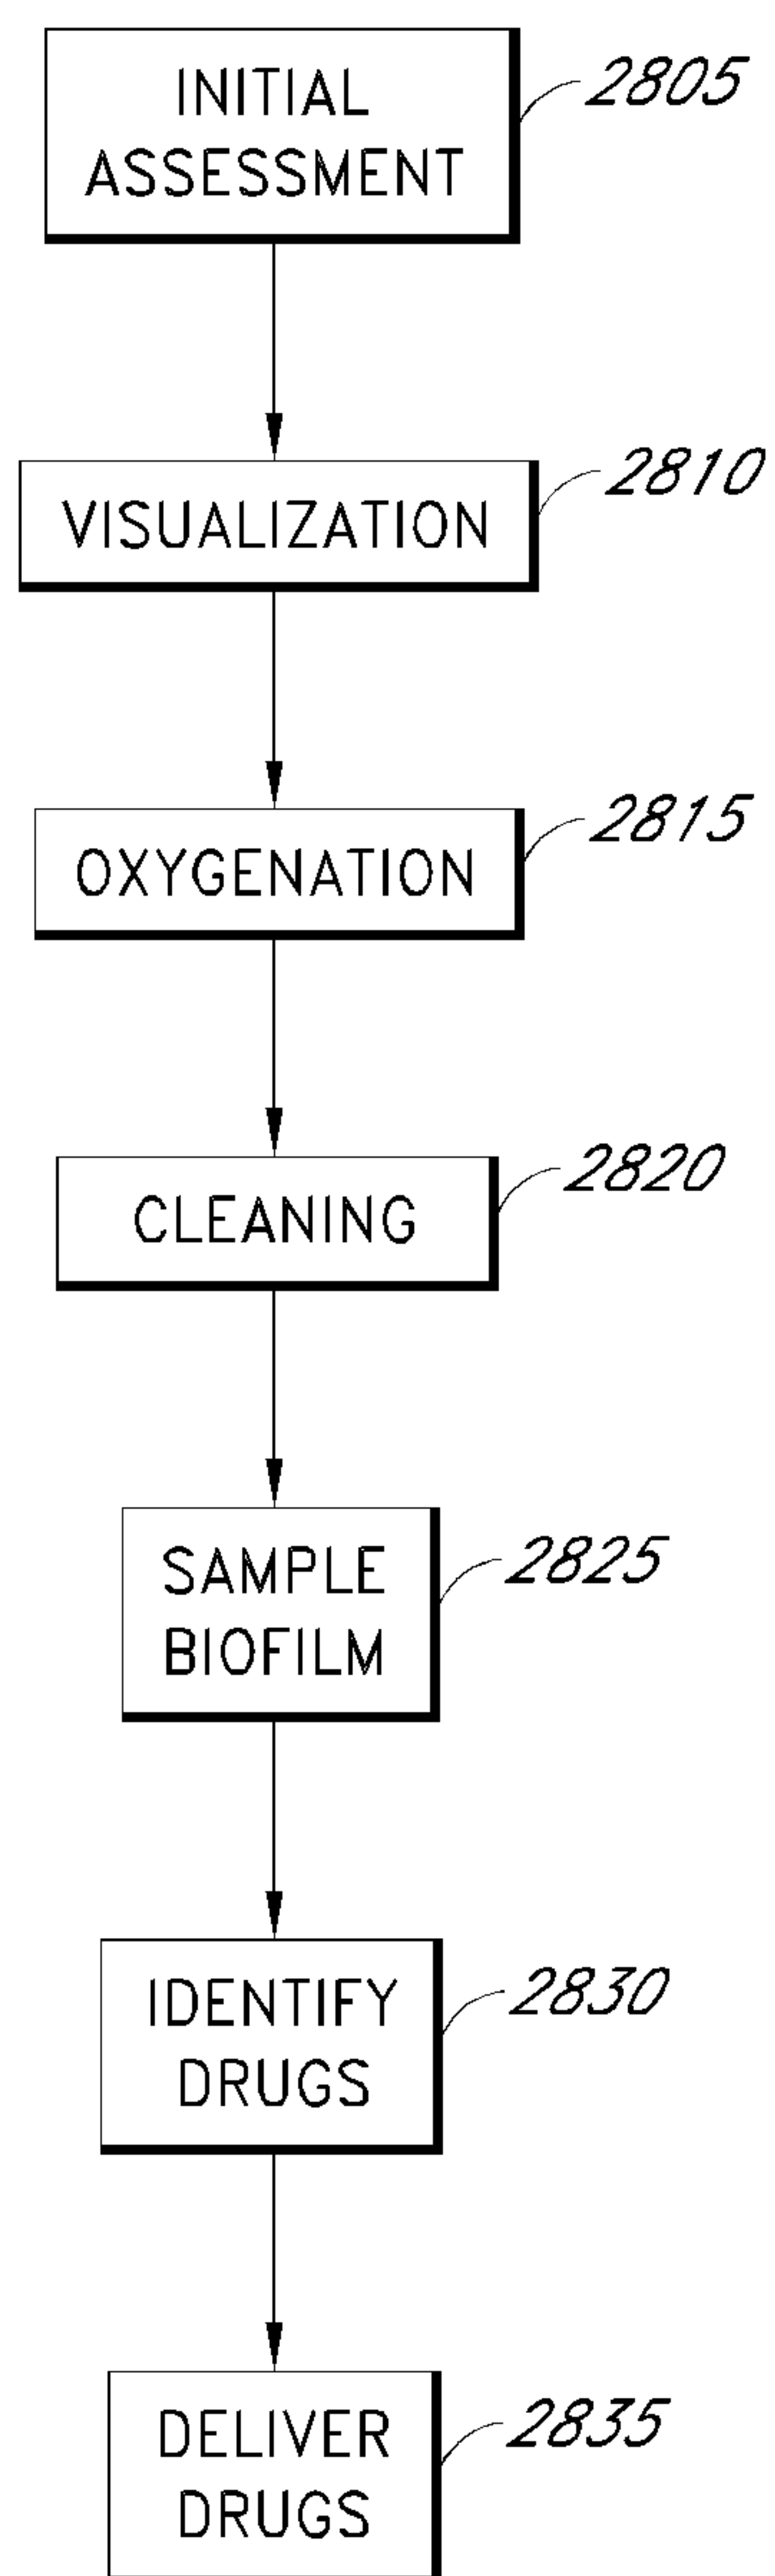 INITIAL
ASSESSMENT
2805
VISUALIZATION
2810
OXYGENATION
2815
CLEANING
2820
SAMPLE
BIOFILM
2825
IDENTIFY
DRUGS
2830
DELIVER
DRUGS
2835